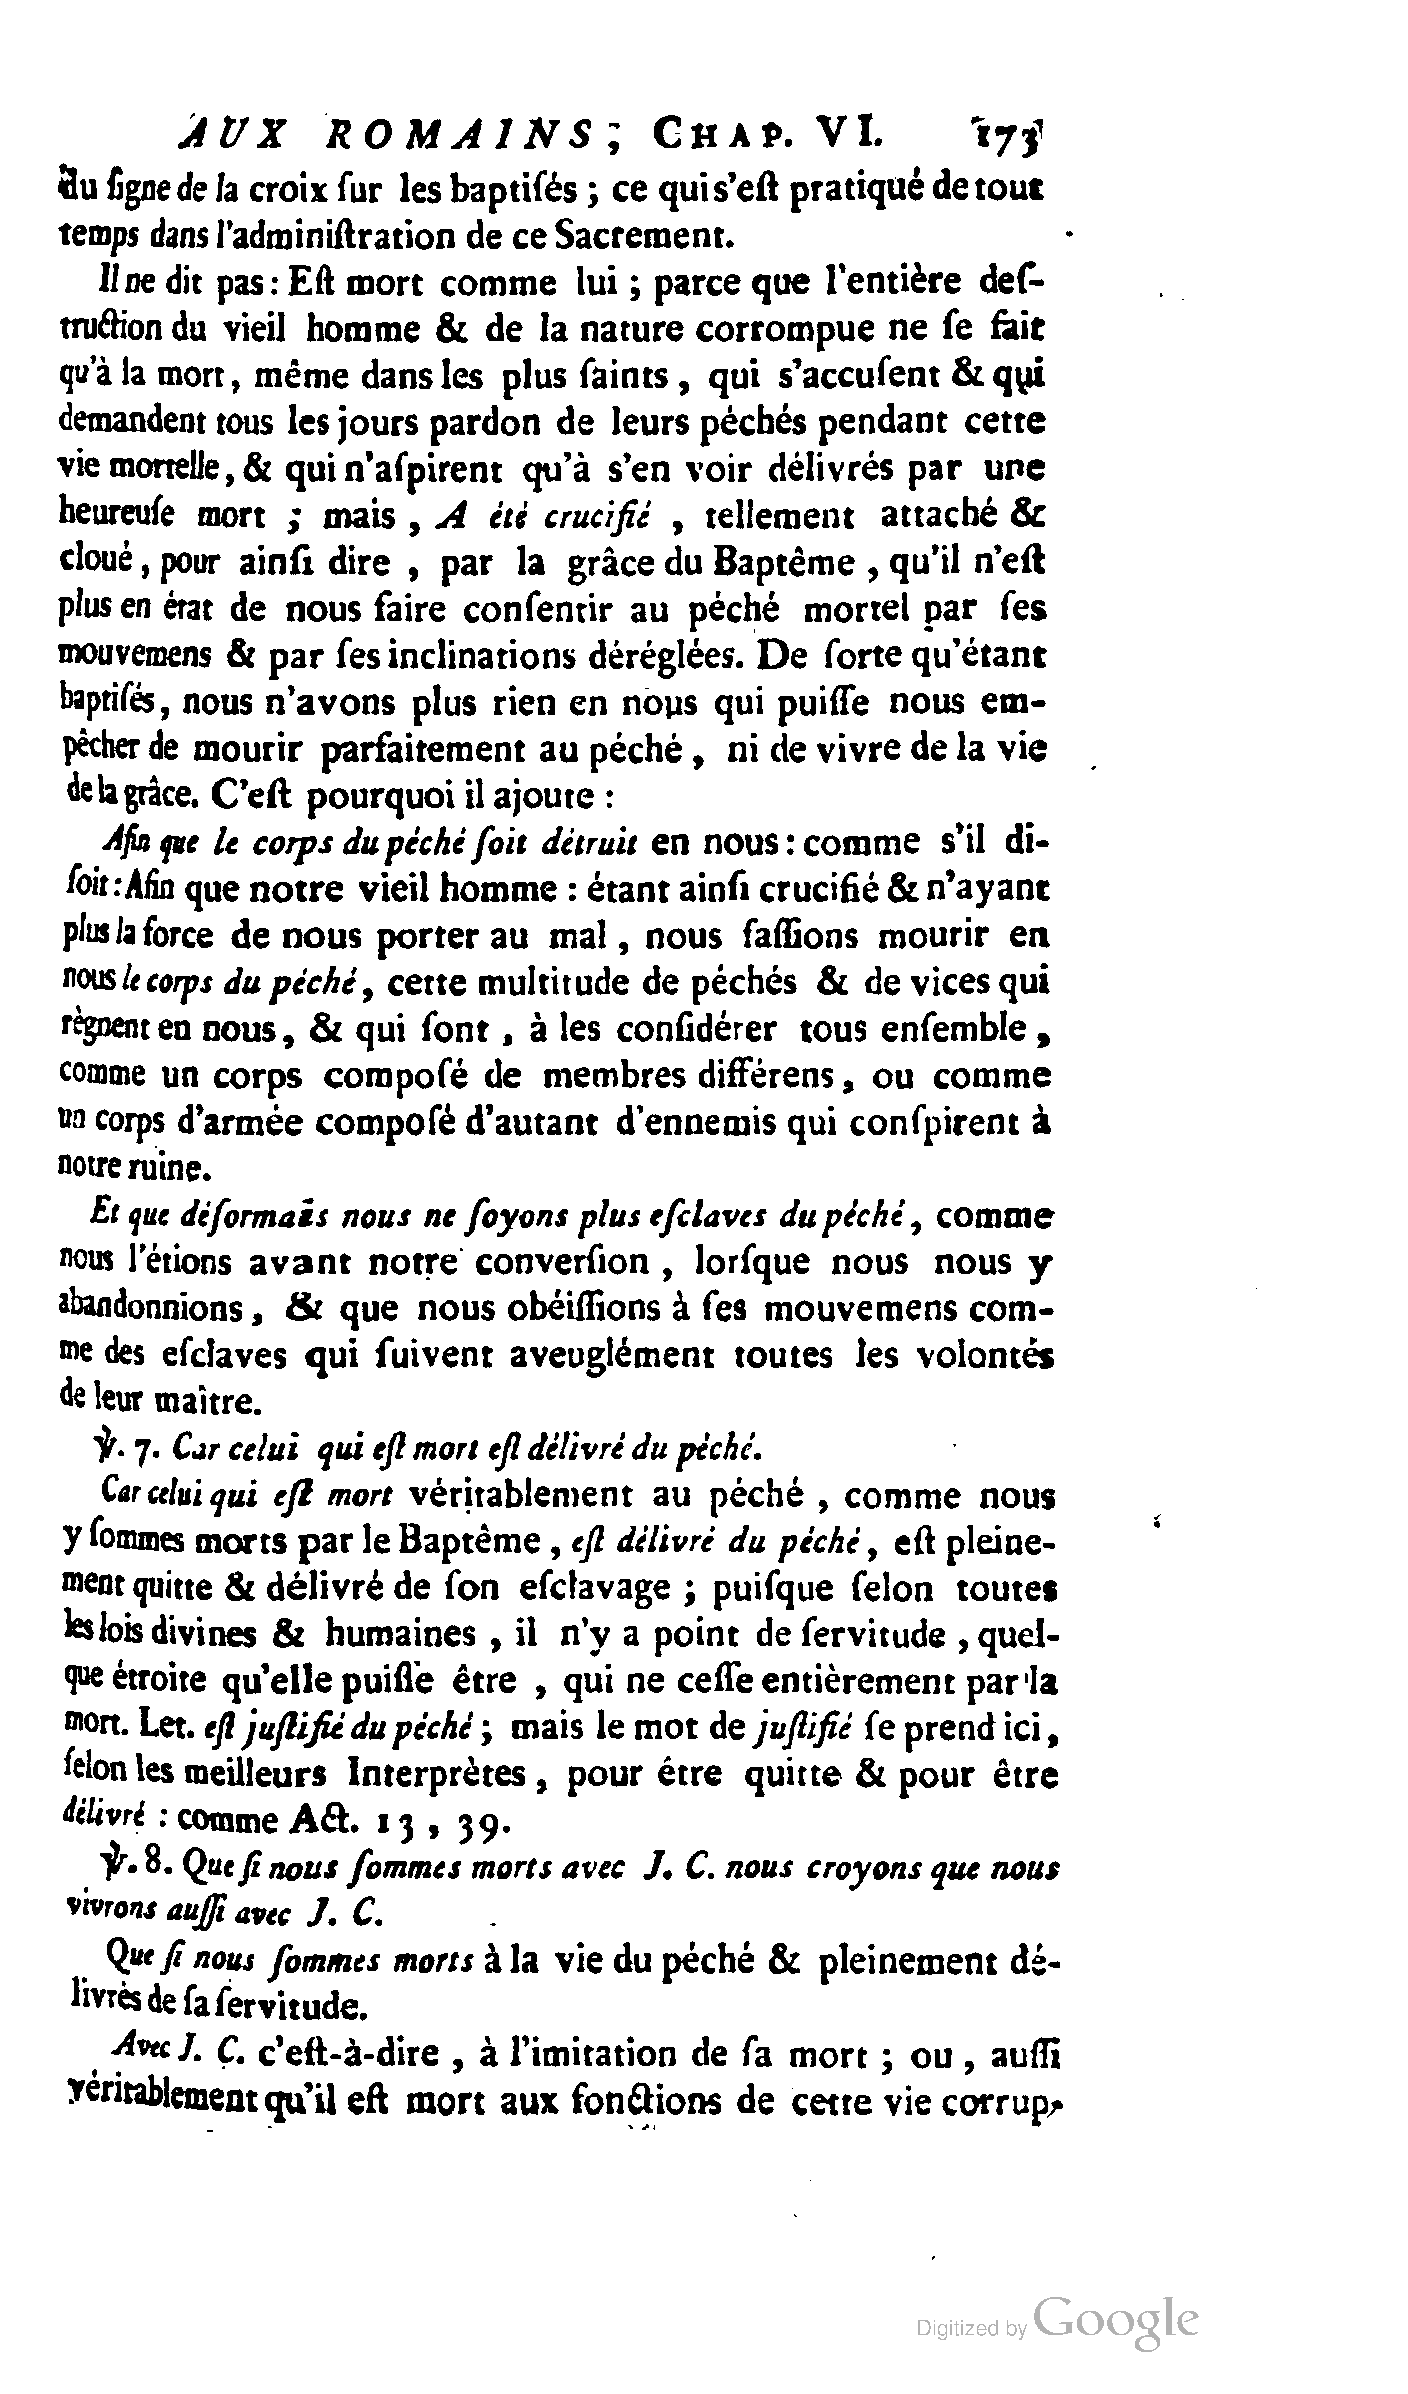 AUX ROMAINS; CHAP. VI. 173
du ſigne de la croix ſur les baptiſés ; ce qui s'eſt pratiqué de tout
temps dans l'adminiſtration de ce Sacrement.
Il ne dit pas : Eſt mort comme lui ; parce que l'entière deſ-
truction du vieil homme & de la nature corrompue ne ſe fait
qu'à la mort, même dans les plus ſaints, qui s'accuſent & qui
demandent tous les jours pardon de leurs péchés pendant cette
vie mortelle, & qui n'aſpirent qu'à s'en voir délivrés par une
heureuſe mort ; mais, A été crucifié, tellement attaché &
cloué, pour ainſi dire, par la grâce du Baptême, qu'il n'eſt
plus en état de nous faire conſentir au péché mortel par ſes
mouvemens & par ſes inclinations déréglées. De ſorte qu'étant
baptiſés, nous n'avons plus rien en nous qui puiſſe nous em-
pêcher de mourir parfaitement au péché, ni de vivre de la vie
de la grâce. C'eſt pourquoi il ajoute :
Afin que le corps du péché ſoit détruit en nous : comme s'il di-
ſoit : Afin que notre vieil homme : étant ainſi crucifié & n'ayant
plus la force de nous porter au mal, nous faſſions mourir en
nous le corps du péché, cette multitude de péchés & de vices qui
règnent en nous, & qui ſont, à les conſidérer tous enſemble,
comme un corps compoſé de membres différens, ou comme
un corps d'armée compoſé d'autant d'ennemis qui conſpirent à
notre ruine.
Et que déſormais nous ne ſoyons plus eſclaves du péché, comme
nous l'étions avant notre converſion, lorſque nous nous y
abandonnions, & que nous obéiſſions à ſes mouvemens com-
me des eſclaves qui ſuivent aveuglément toutes les volontés
de leur maître.
℣. 7. Car celui qui eſt mort eſt délivré du péché.
Car celui qui eſt mort véritablement au péché, comme nous
y ſommes morts par le Baptême, eſt délivré du péché, eſt pleine-
ment quitte & délivré de ſon eſclavage ; puiſque ſelon toutes
les lois divines & humaines, il n'y a point de ſervitude, quel-
que étroite qu'elle puiſſe être, qui ne ceſſe entièrement par la
mort. Let. eſt juſtifié du péché ; mais le mot de juſtifié ſe prend ici,
ſelon les meilleurs Interprètes, pour être quitte & pour être
délivré : comme Act. 13, 39.
℣. 8. Que ſi nous ſommes morts avec J. C. nous croyons que nous
vivrons auſſi avec J. C.
Que ſi nous ſommes morts à la vie du péché & pleinement dé-
livrés de ſa ſervitude.
Avec J. C. c'eſt-à-dire, à l'imitation de ſa mort ; ou, auſſi
véritablement qu'il eſt mort aux fonctions de cette vie corrup-
Digitized by Google